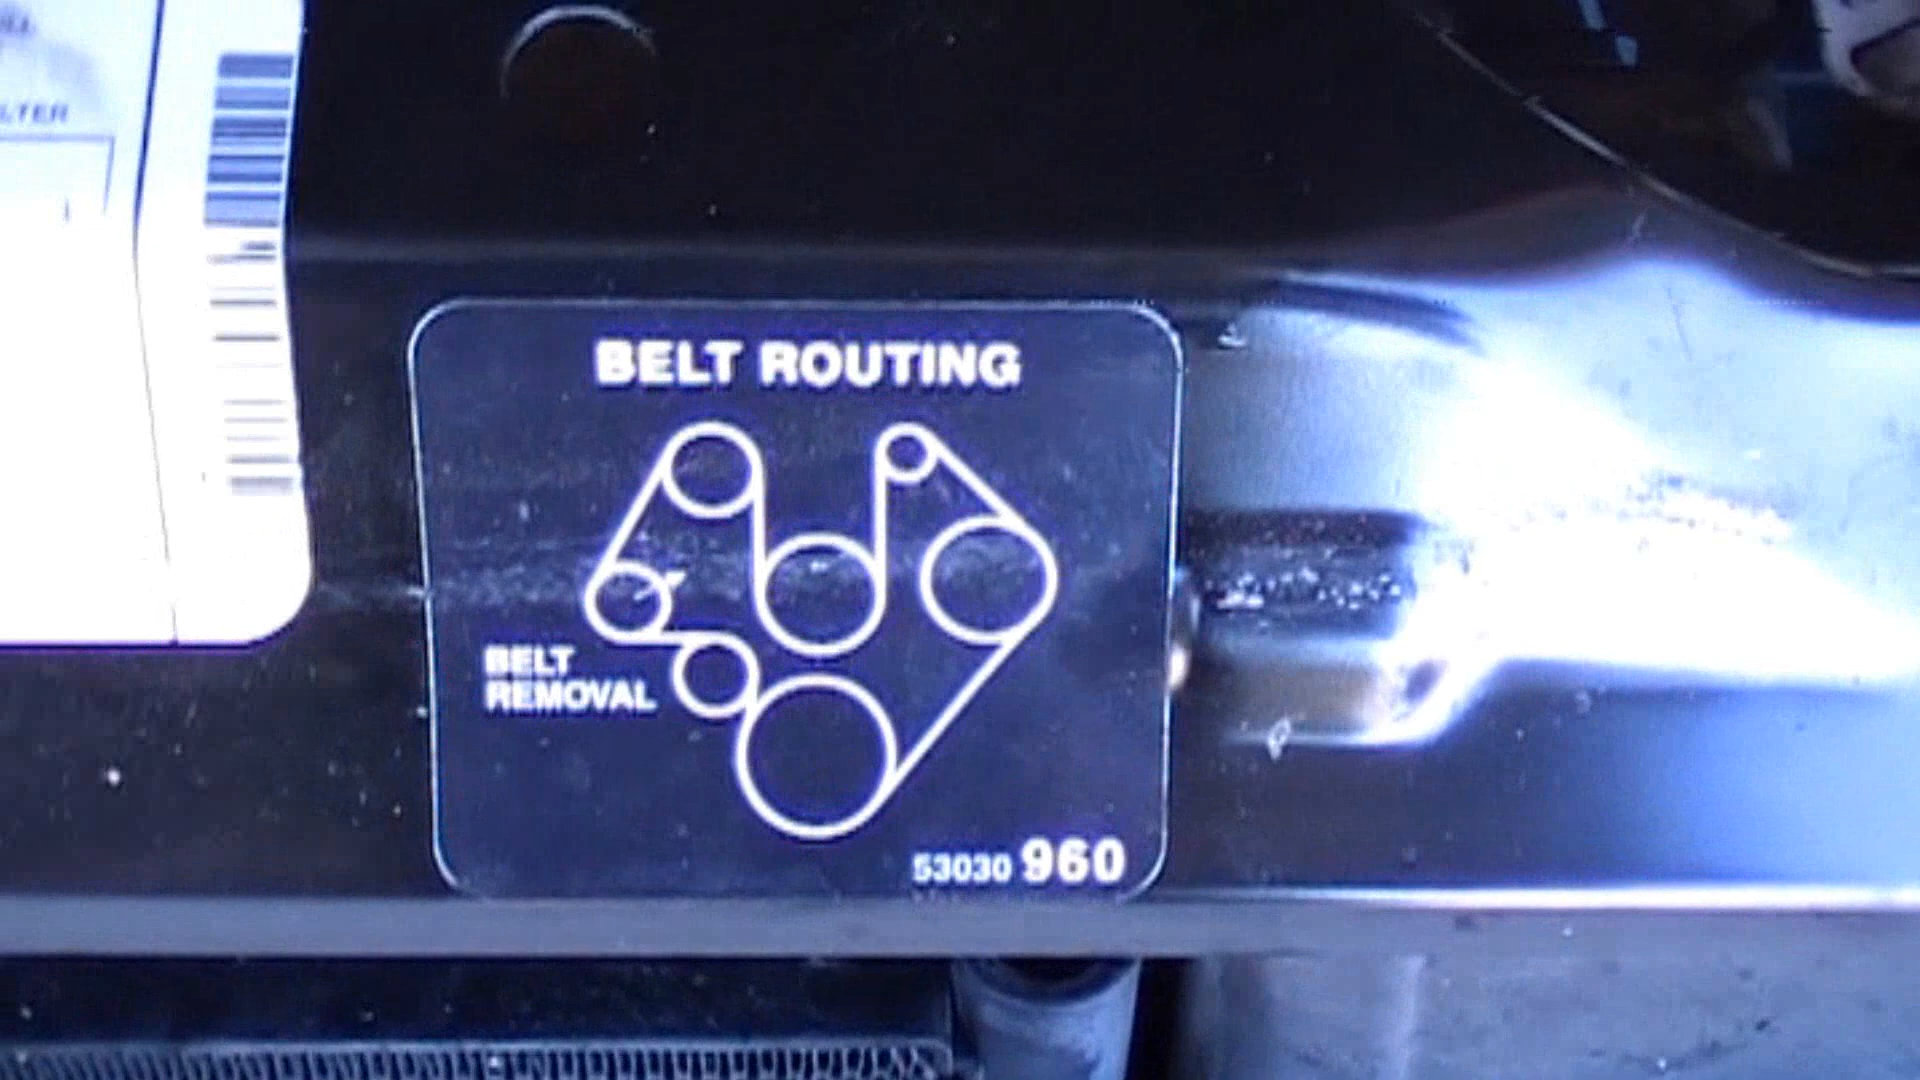 LTER
BELT ROUTING
BELT
REMOVAL
53030 960